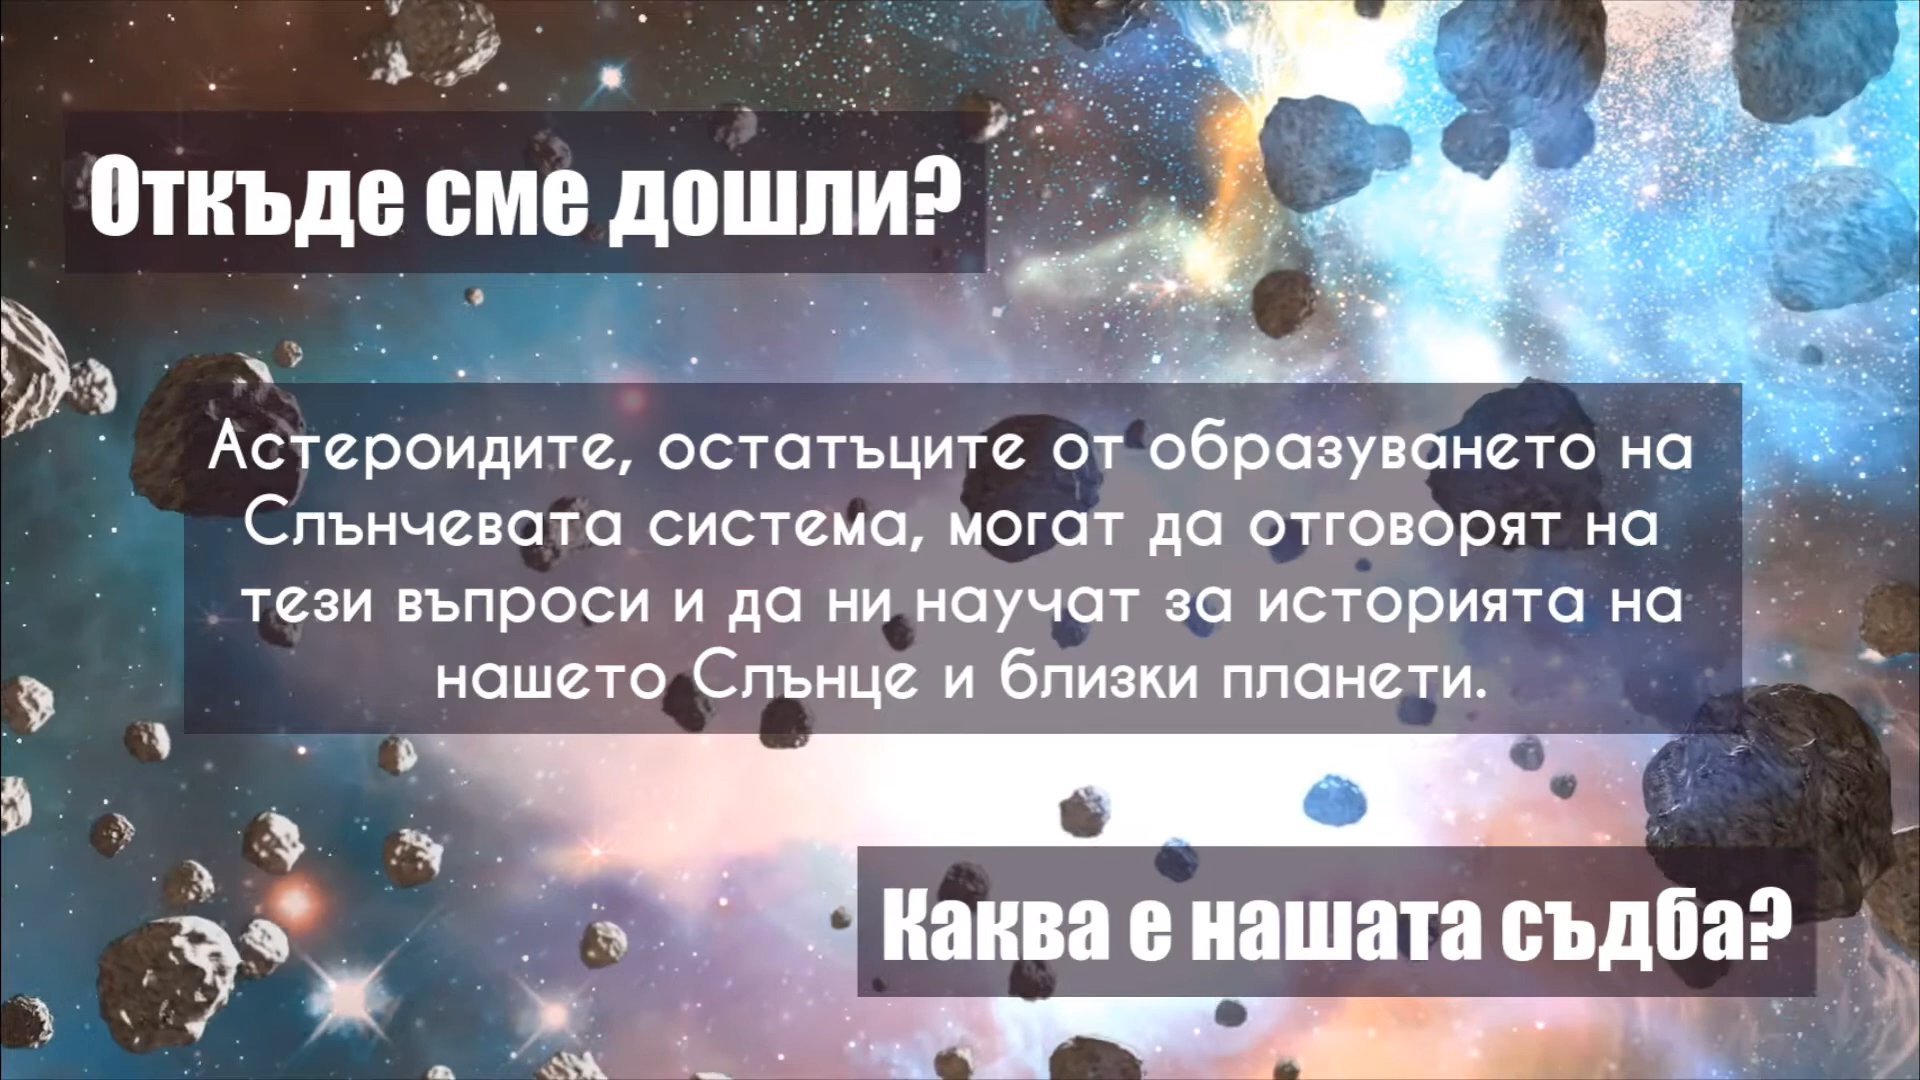 Откъде сме дошли?
Астероидите, остатъците от образуването на
Слънчевата система, могат да отговорят на
тези въпроси и да ни научат за историята на
нашето Слънце и близки планети.
Каква е нашата съдба?